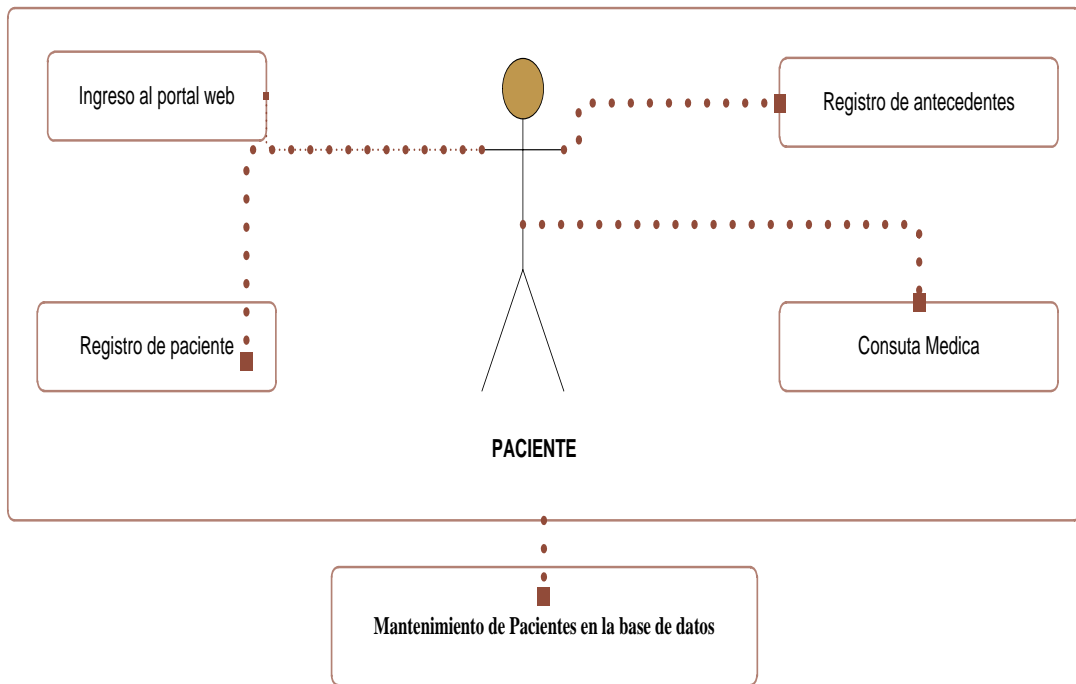 Ingreso al portal web
Registro de antecedentes
Registro de paciente
Consuta Medica
PACIENTE
Mantenimiento de Pacientes en la base de datos